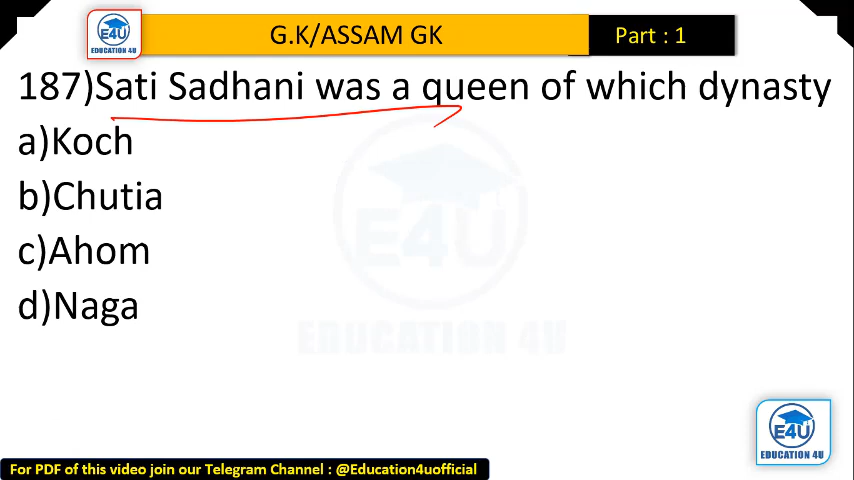 E4U
EDUCATION 4U
G.K/ASSAM GK
Part : 1
187)Sati Sadhani was a queen of which dynasty
a)Koch
b)Chutia
c)Ahom
d)Naga
E4U
EDUCATION 4U
E4U
EDUCATION 4U
For PDF of this video join our Telegram Channel : @Education4uofficial